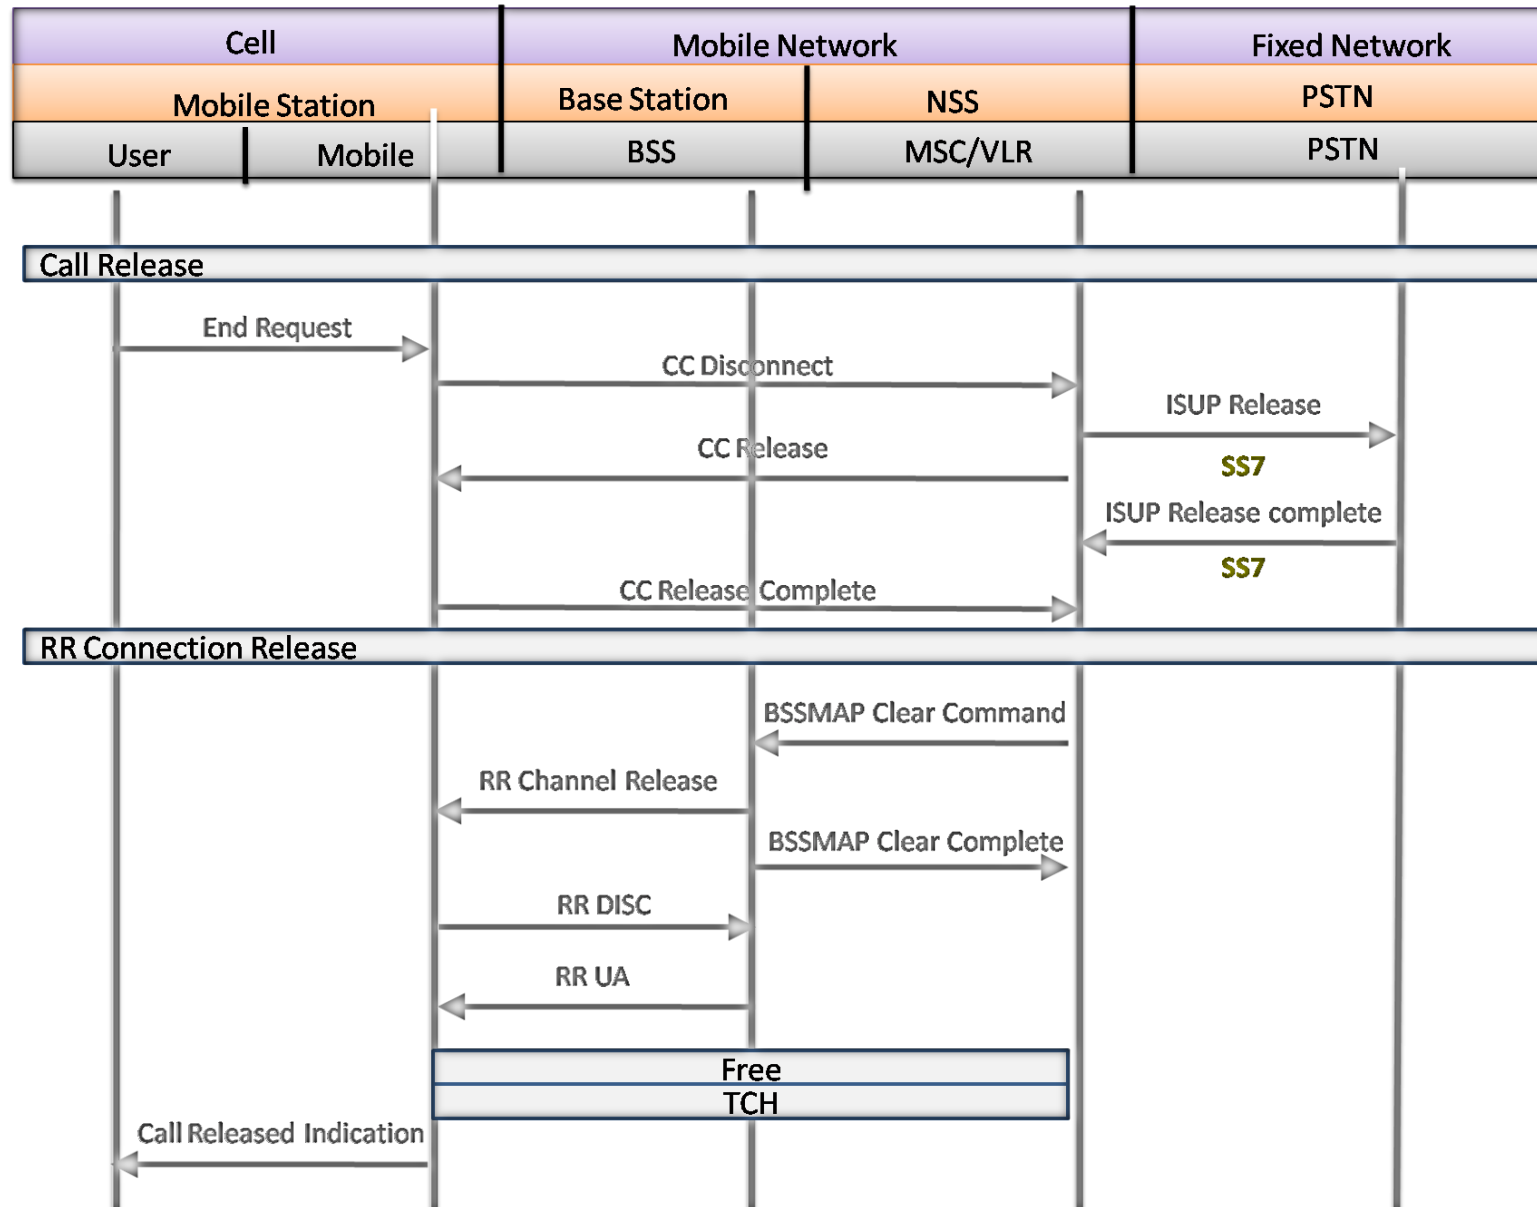 Cell
Mobile Network
Fixed Network
Mobile Station
Base Station
NSS
PSTN
User
Mobile
BSS
MSC/VLR
PSTN
Call Release
End Request
CC Disconnect
ISUP Release
CC Release
SS7
ISUP Release complete
SS7
CC Release Complete
RR Connection Release
BSSMAP Clear Command
RR Channel Release
BSSMAP Clear Complete
RR DISC
RR UA
Free
TCH
Call Released Indication